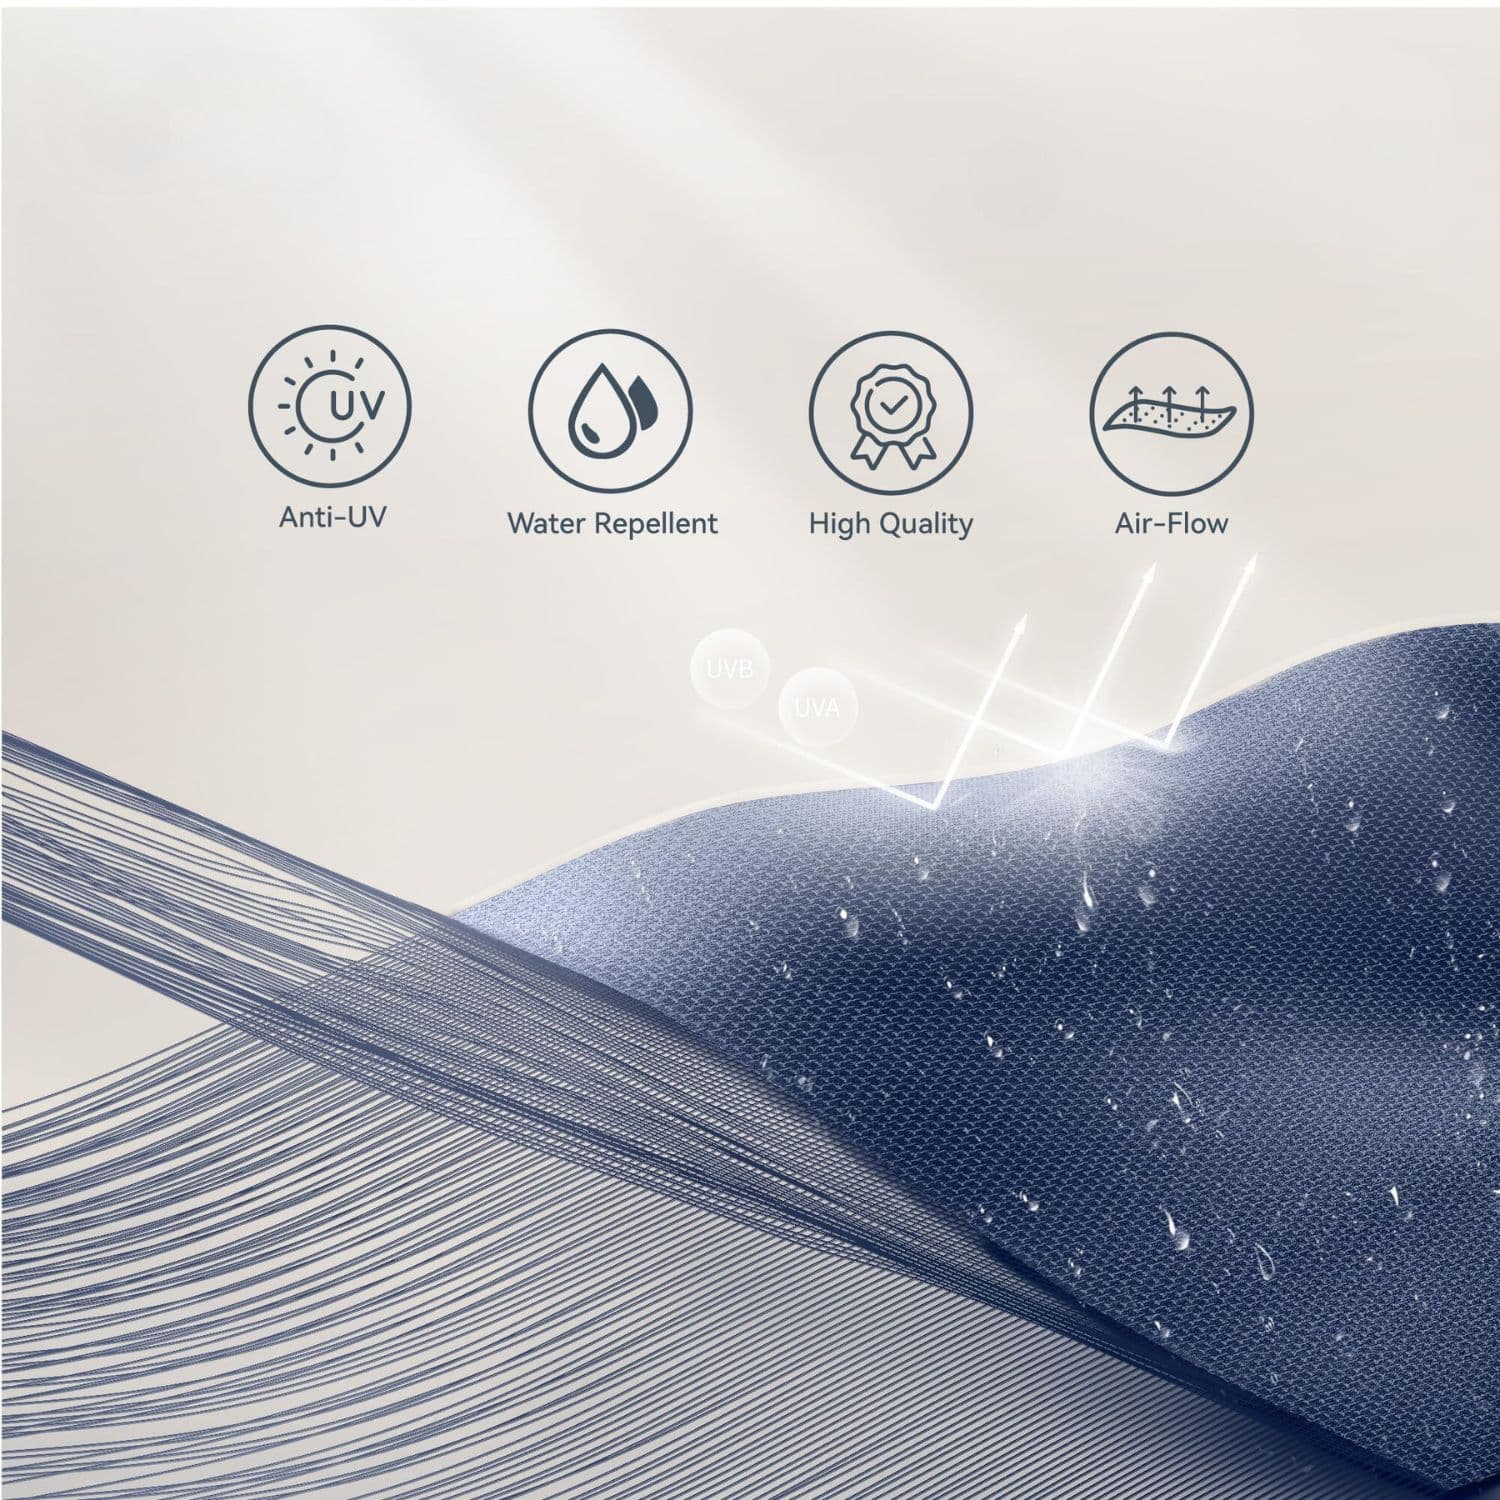 UV
Anti-UV
Water Repellent
High Quality
Air-Flow
UVB
UVA